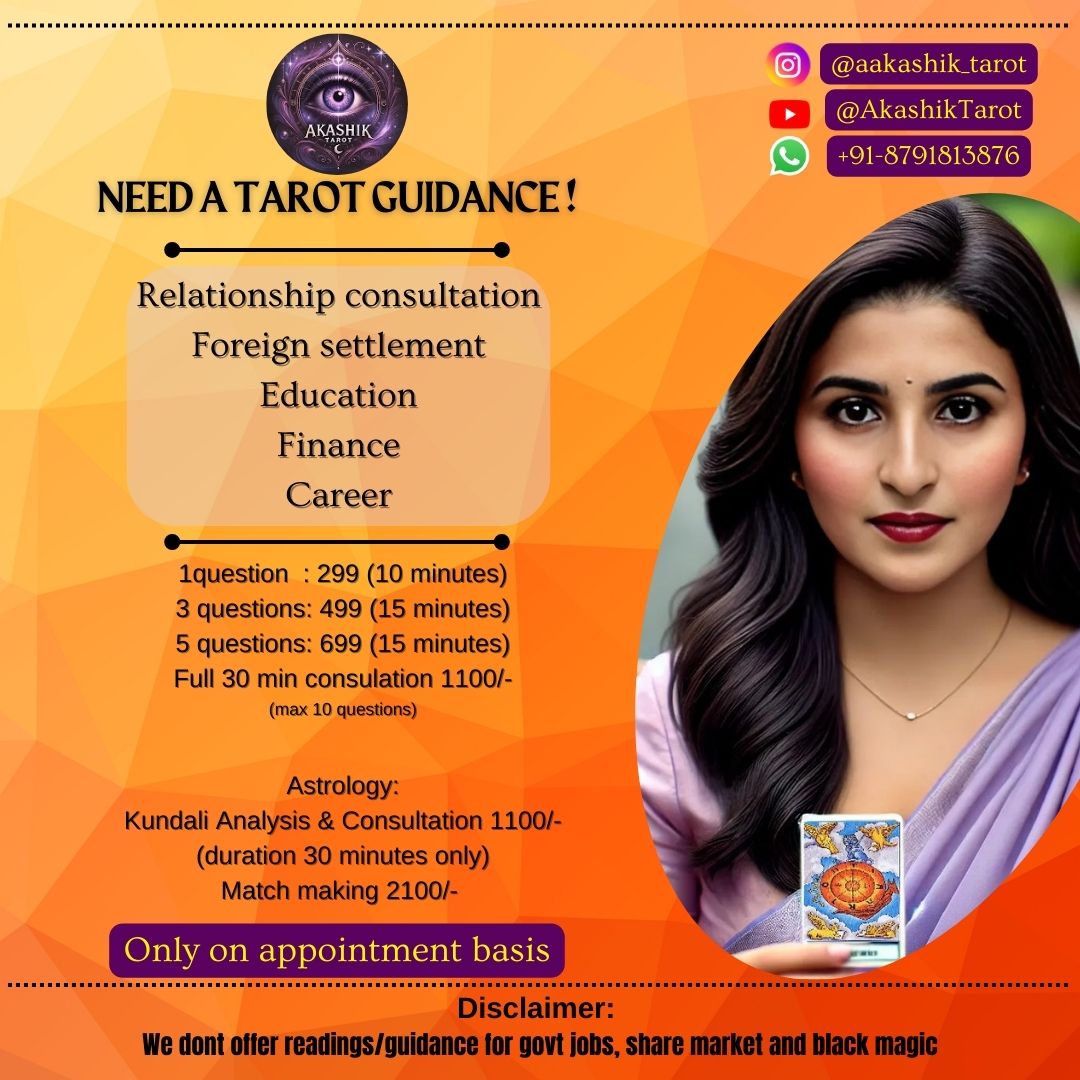 AKASHIK
TAROT
@aakashik_tarot
@AkashikTarot
+91-8791813876
NEED A TAROT GUIDANCE !
Relationship consultation
Foreign settlement
Education
Finance
Career
1question : 299 (10 minutes)
3 questions: 499 (15 minutes)
5 questions: 699 (15 minutes)
Full 30 min consulation 1100/-
(max 10 questions)
Astrology:
Kundali Analysis & Consultation 1100/-
(duration 30 minutes only)
Match making 2100/-
Only on appointment basis
Disclaimer:
We dont offer readings/guidance for govt jobs, share market and black magic